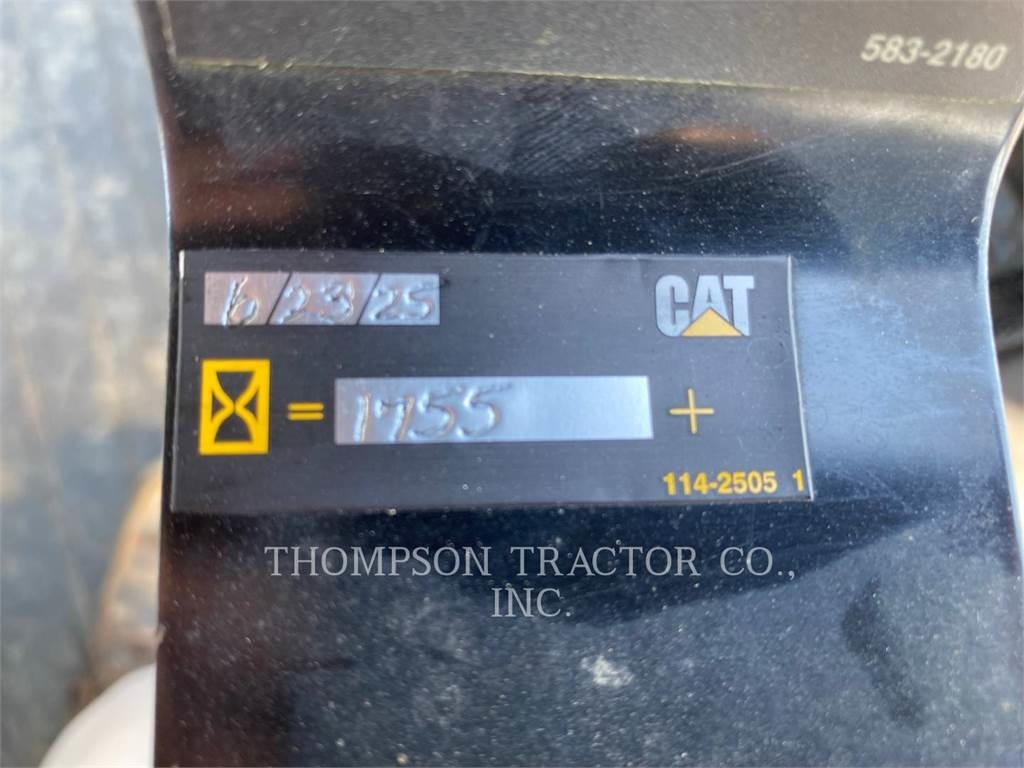 583-2180
6/23/25
CAT
= 1755 +
114-2505 1
THOMPSON TRACTOR CO.,
INC.